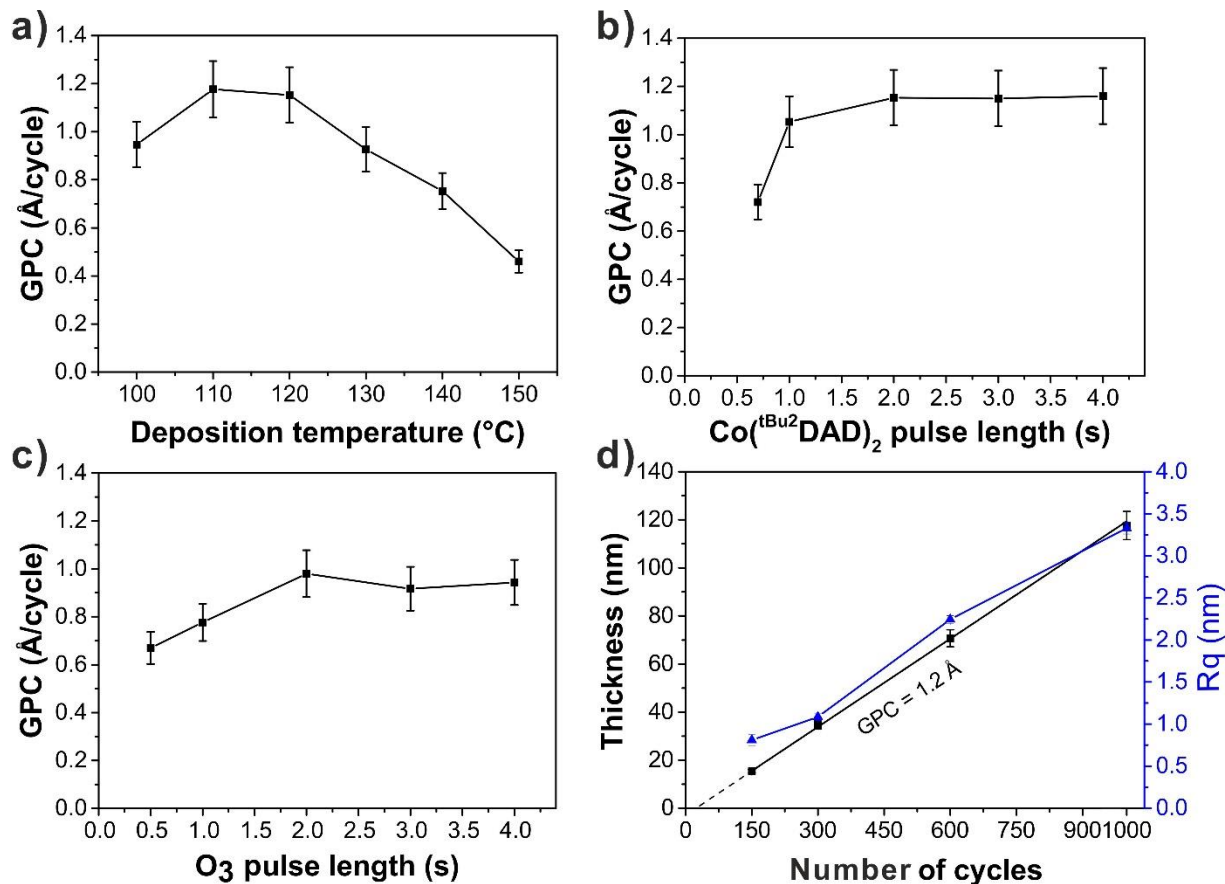 a)
GPC (Å/cycle)
1.4
1.2
1.0
0.8
0.6
0.4
0.2
0.0
100 110 120 130 140 150
Deposition temperature (°C)
b)
GPC (Å/cycle)
1.4
1.2
1.0
0.8
0.6
0.4
0.2
0.0
0.0 0.5 1.0 1.5 2.0 2.5 3.0 3.5 4.0
Co(tBu2DAD)2 pulse length (s)
c)
GPC (Å/cycle)
1.4
1.2
1.0
0.8
0.6
0.4
0.2
0.0
0.0 0.5 1.0 1.5 2.0 2.5 3.0 3.5 4.0
O3 pulse length (s)
d)
Thickness (nm)
140
120
100
80
60
40
20
0
GPC = 1.2 Å
4.0
3.5
3.0
2.5
2.0
1.5
1.0
0.5
0.0
Rq (nm)
0 150 300 450 600 750 9001000
Number of cycles